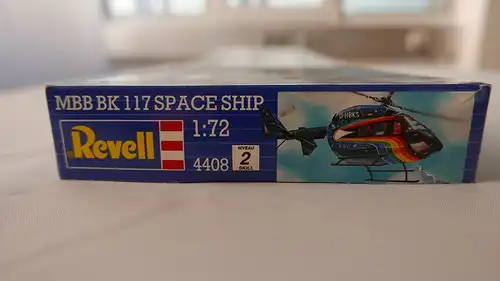 MBB BK 117 SPACE SHIP
Revell
1:72
4408
NIVEAU
2
SKILL
D-HBKS